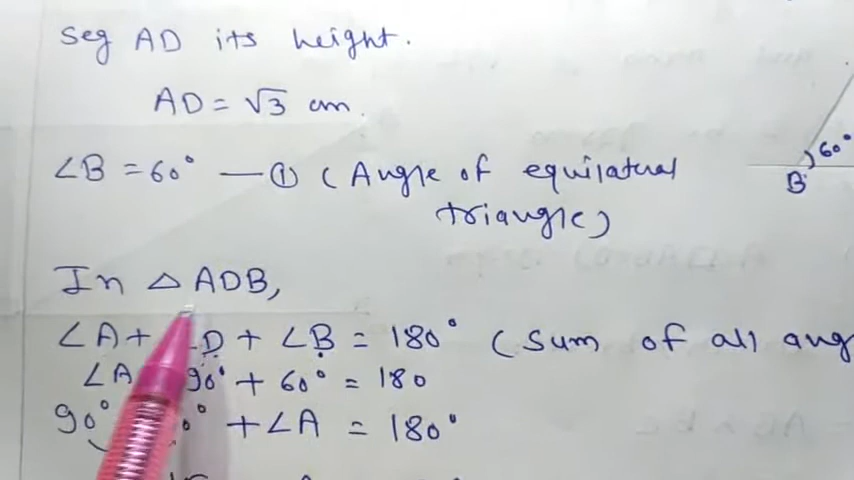 Seg AD its height.
AD = √3 cm.
∠B = 60° — ① (Angle of equilateral
triangle)
60°
B
In △ADB,
∠A + ∠D + ∠B = 180° (Sum of all ang
∠A 90° + 60° = 180
90° + ∠A = 180°